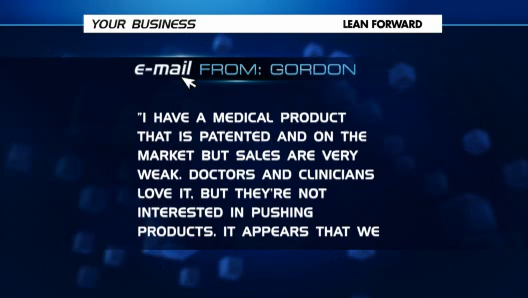 YOUR BUSINESS
LEAN FORWARD
e-mail FROM: GORDON
"I HAVE A MEDICAL PRODUCT
THAT IS PATENTED AND ON THE
MARKET BUT SALES ARE VERY
WEAK. DOCTORS AND CLINICIANS
LOVE IT, BUT THEY'RE NOT
INTERESTED IN PUSHING
PRODUCTS. IT APPEARS THAT WE